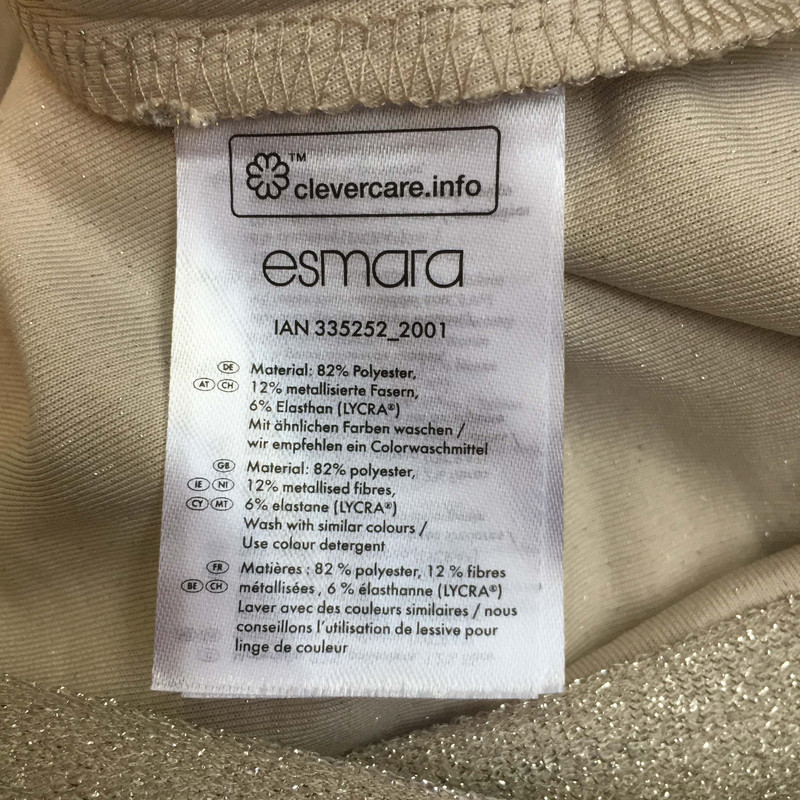 ™
clevercare.info
esmara
IAN 335252_2001
DE Material: 82% Polyester,
AT CH 12% metallisierte Fasern,
6% Elasthan (LYCRA®)
Mit ähnlichen Farben waschen /
wir empfehlen ein Colorwaschmittel
GB Material: 82% polyester,
IE NI 12% metallised fibres,
CY MT 6% elastane (LYCRA®)
Wash with similar colours /
Use colour detergent
FR Matières : 82 % polyester, 12 % fibres
BE CH métallisées , 6 % élasthanne (LYCRA®)
Laver avec des couleurs similaires / nous
conseillons l'utilisation de lessive pour
linge de couleur